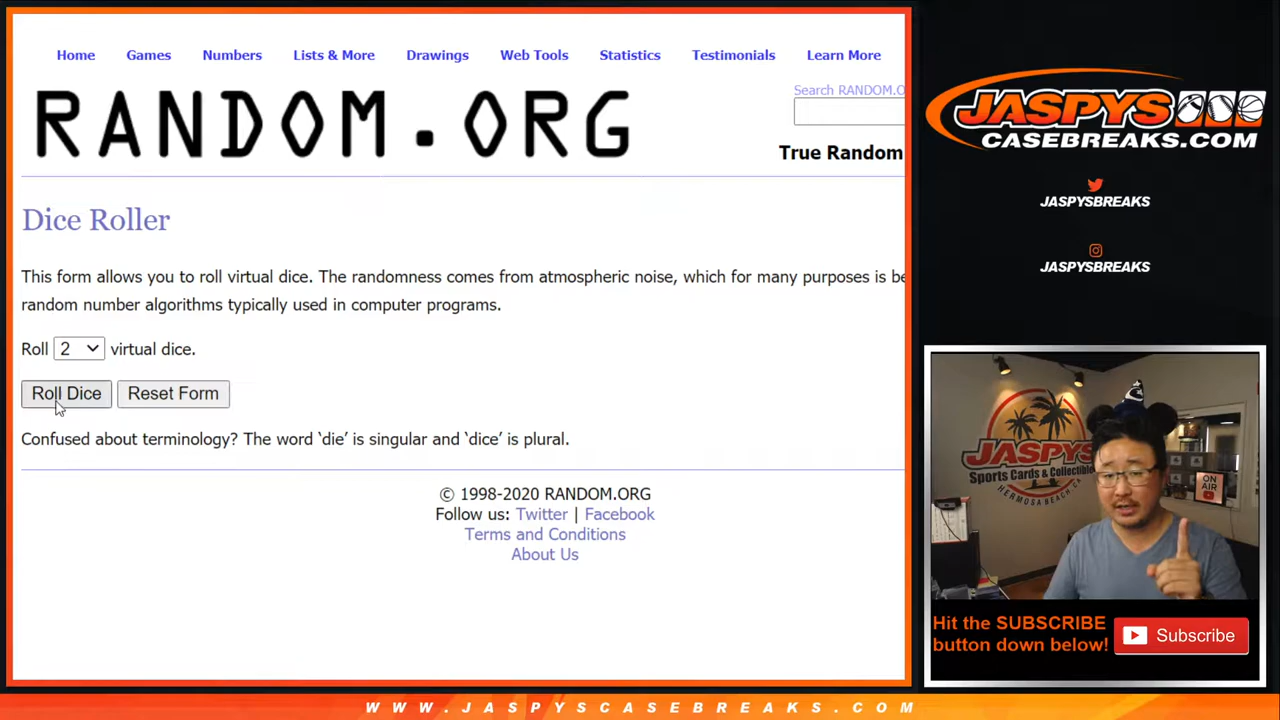 Home Games Numbers Lists & More Drawings Web Tools Statistics Testimonials Learn More
RANDOM.ORG
Search RANDOM.O
True Random
Dice Roller
This form allows you to roll virtual dice. The randomness comes from atmospheric noise, which for many purposes is be
random number algorithms typically used in computer programs.
Roll 2 virtual dice.
Roll Dice Reset Form
Confused about terminology? The word ‘die’ is singular and ‘dice’ is plural.
© 1998-2020 RANDOM.ORG
Follow us: Twitter | Facebook
Terms and Conditions
About Us
JASPYS
CASEBREAKS.COM
JASPYSBREAKS
JASPYSBREAKS
JASPYS
Sports Cards & Collectibles
HERMOSA BEACH CA
ON
AIR
Hit the SUBSCRIBE
button down below!
Subscribe
WWW.JASPYSCASEBREAKS.COM